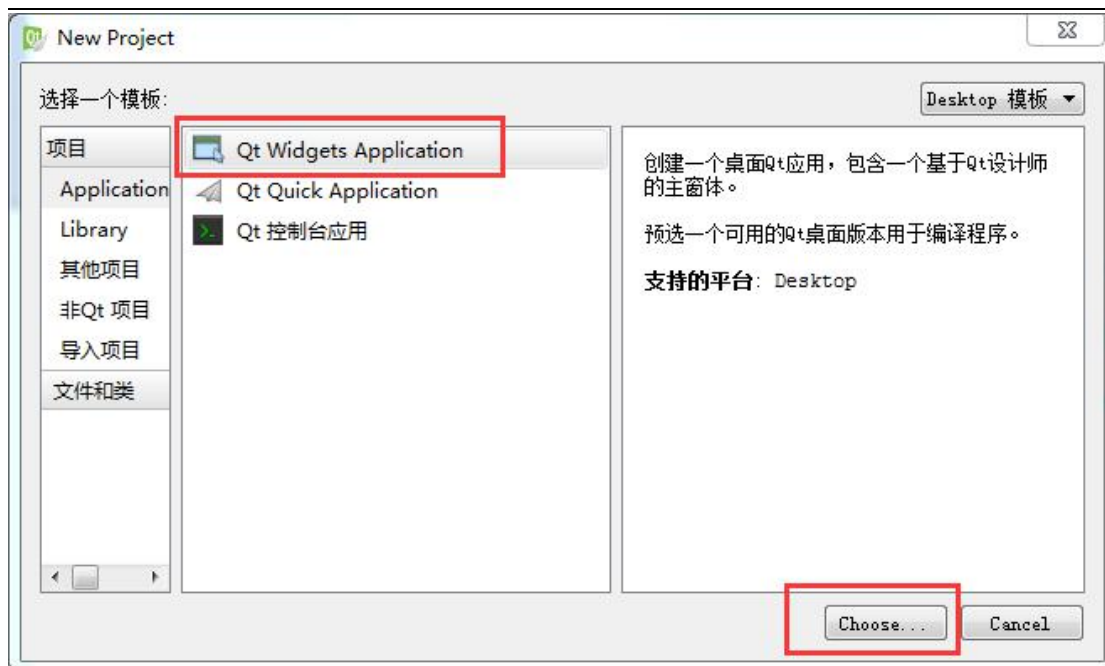 New Project
选择一个模板:
Desktop 模板
项目
Application
Library
其他项目
非Qt 项目
导入项目
文件和类
Qt Widgets Application
Qt Quick Application
Qt 控制台应用
创建一个桌面Qt应用，包含一个基于Qt设计师
的主窗体。
预选一个可用的Qt桌面版本用于编译程序。
支持的平台: Desktop
Choose...
Cancel